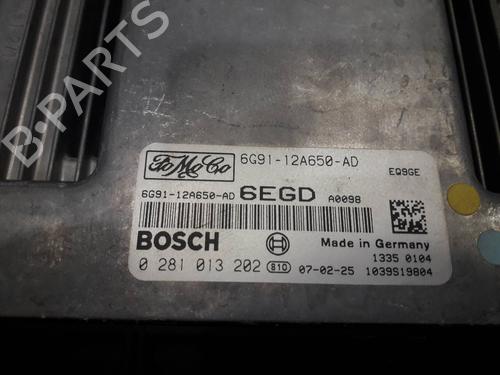 B-PARTS
FoMoCo
6G91-12A650-AD
EQ9GE
6G91-12A650-AD 6EGD A0098
BOSCH
Made in Germany
1335 0104
0 281 013 202 810 07-02-25 1039S19804